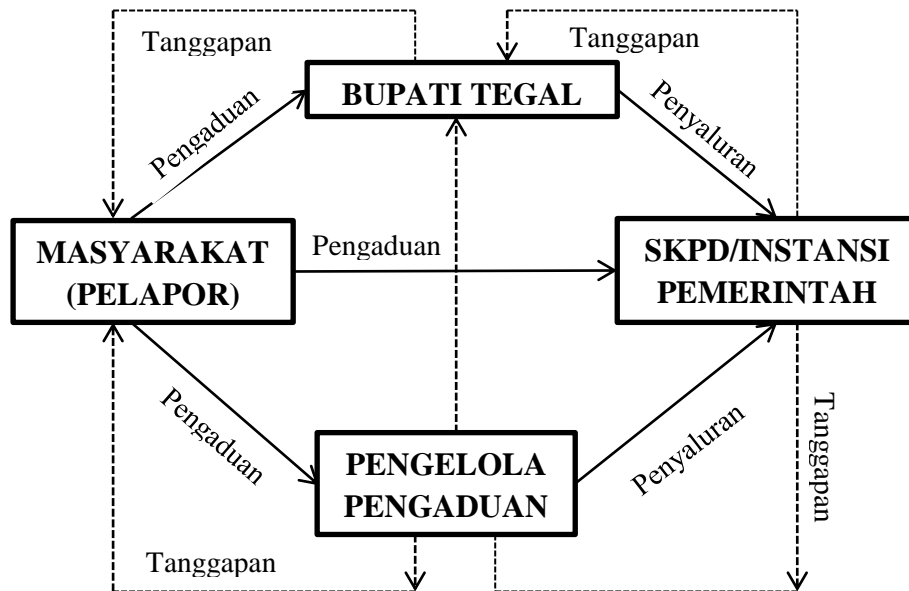 Tanggapan
Tanggapan
BUPATI TEGAL
Pengaduan
Penyaluran
MASYARAKAT
(PELAPOR)
Pengaduan
SKPD/INSTANSI
PEMERINTAH
Pengaduan
PENGELOLA
PENGADUAN
Penyaluran
Tanggapan
Tanggapan